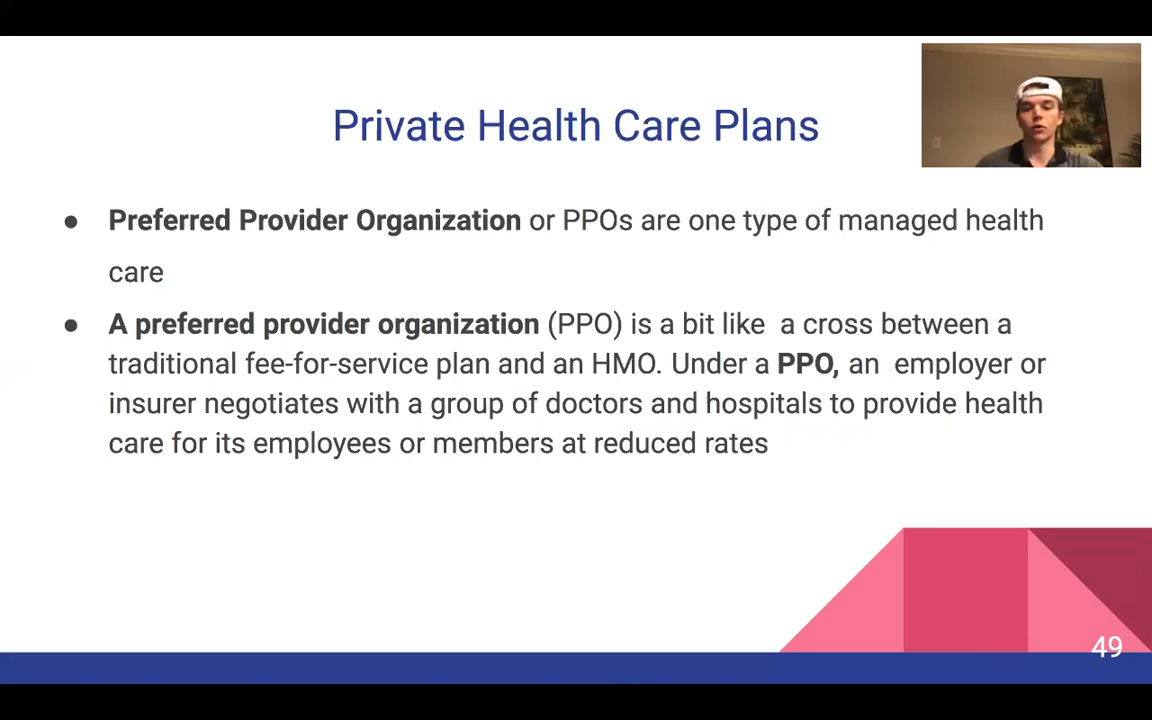 Private Health Care Plans
● Preferred Provider Organization or PPOs are one type of managed health
care
● A preferred provider organization (PPO) is a bit like  a cross between a
traditional fee-for-service plan and an HMO. Under a PPO, an  employer or
insurer negotiates with a group of doctors and hospitals to provide health
care for its employees or members at reduced rates
49